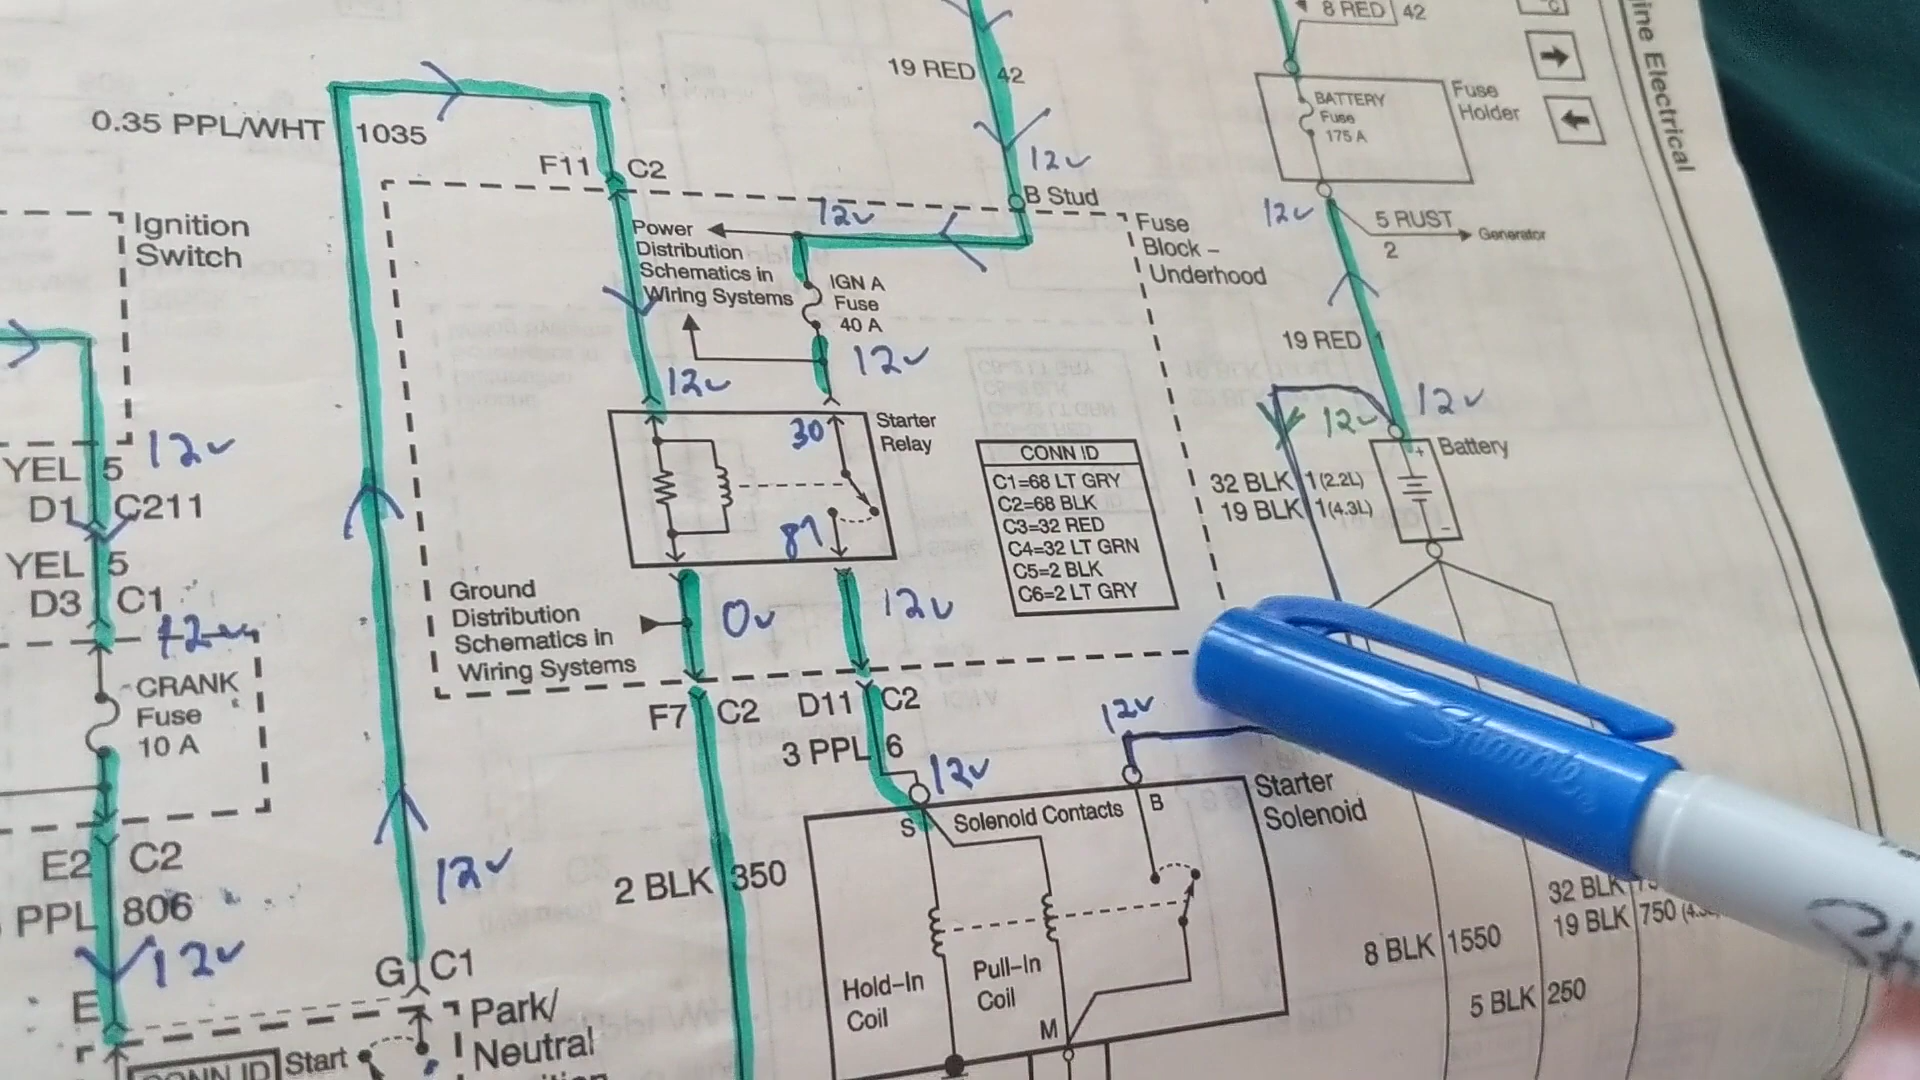 8 RED 42
ine Electrical
19 RED 42
Fuse
Holder
BATTERY
Fuse
175 A
0.35 PPL/WHT 1035
F11 C2
12v
B Stud
12v
12v
5 RUST
2
Generator
Ignition
Switch
Power
Distribution
Schematics in
Wiring Systems
IGN A
Fuse
40 A
Fuse
Block –
Underhood
12v
12v
19 RED 1
12v
12v
30
Starter
Relay
87
CONN ID
C1=68 LT GRY
C2=68 BLK
C3=32 RED
C4=32 LT GRN
C5=2 BLK
C6=2 LT GRY
+ Battery
-
32 BLK 1 (2.2L)
19 BLK 1 (4.3L)
YEL 5
12v
D1 C211
YEL 5
D3 C1
Ground
Distribution
Schematics in
Wiring Systems
0v
12v
CRANK
Fuse
10 A
F7 C2
D11 C2
3 PPL 6
12v
12v
Sharpie
E2 C2
PPL 806
12v
12v
2 BLK 350
S
Solenoid Contacts
B
Starter
Solenoid
Hold–In
Coil
Pull–In
Coil
M
32 BLK
19 BLK 750
8 BLK 1550
5 BLK 250
E
G C1
Park/
Neutral
CONN ID
Start